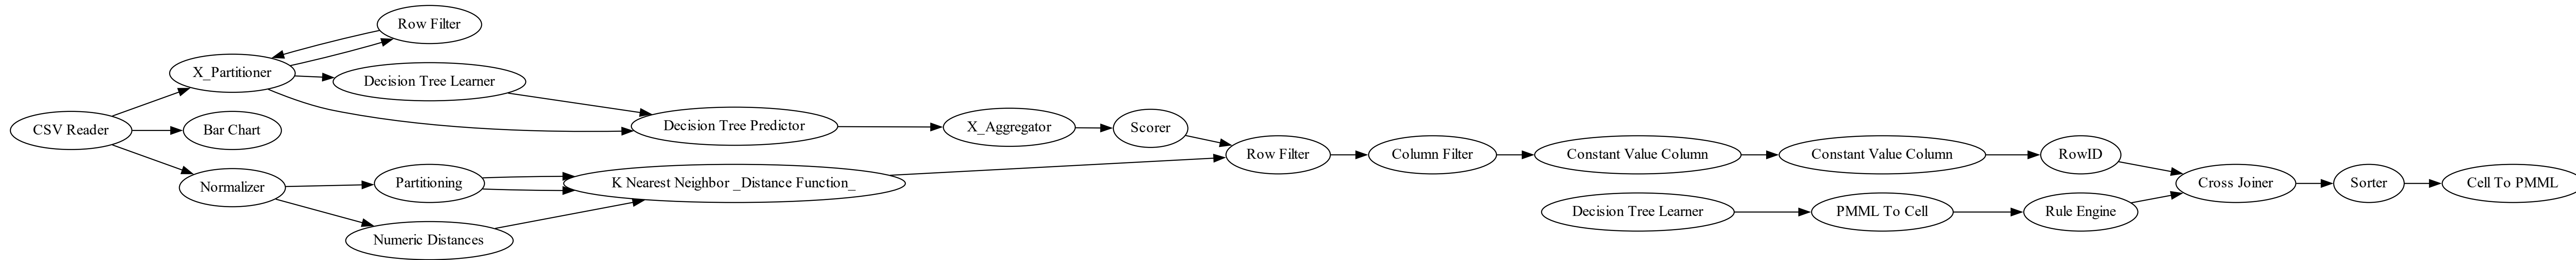 Row Filter
X_Partitioner
Decision Tree Learner
CSV Reader
Bar Chart
Decision Tree Predictor
X_Aggregator
Scorer
Normalizer
Partitioning
K Nearest Neighbor _Distance Function_
Numeric Distances
Row Filter
Column Filter
Constant Value Column
Constant Value Column
RowID
Decision Tree Learner
PMML To Cell
Rule Engine
Cross Joiner
Sorter
Cell To PMML